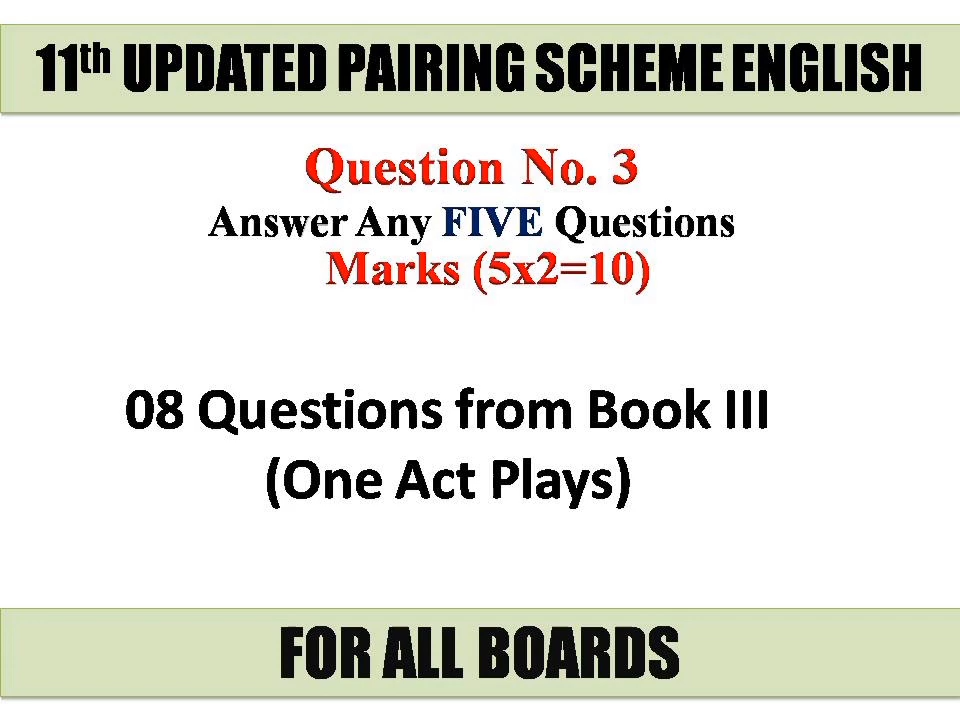 11th UPDATED PAIRING SCHEME ENGLISH
Question No. 3
Answer Any FIVE Questions
Marks (5x2=10)
08 Questions from Book III
(One Act Plays)
FOR ALL BOARDS